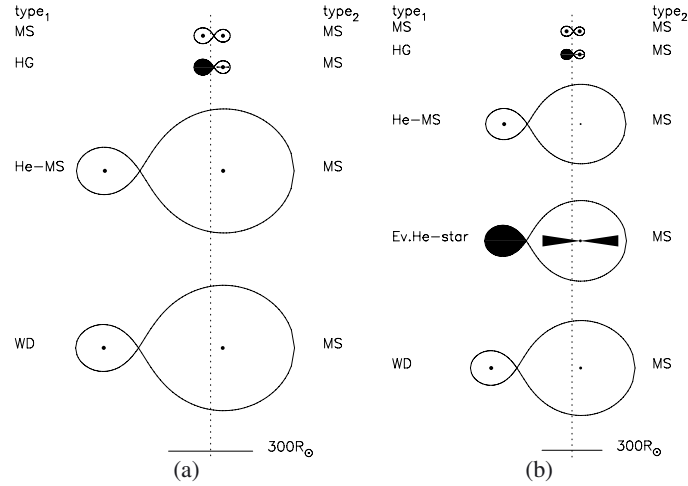 type₁ type₂
MS MS
HG MS
He-MS MS
WD MS
300R⊙
(a)
type₁ type₂
MS MS
HG MS
He-MS MS
Ev.He-star MS
WD MS
300R⊙
(b)